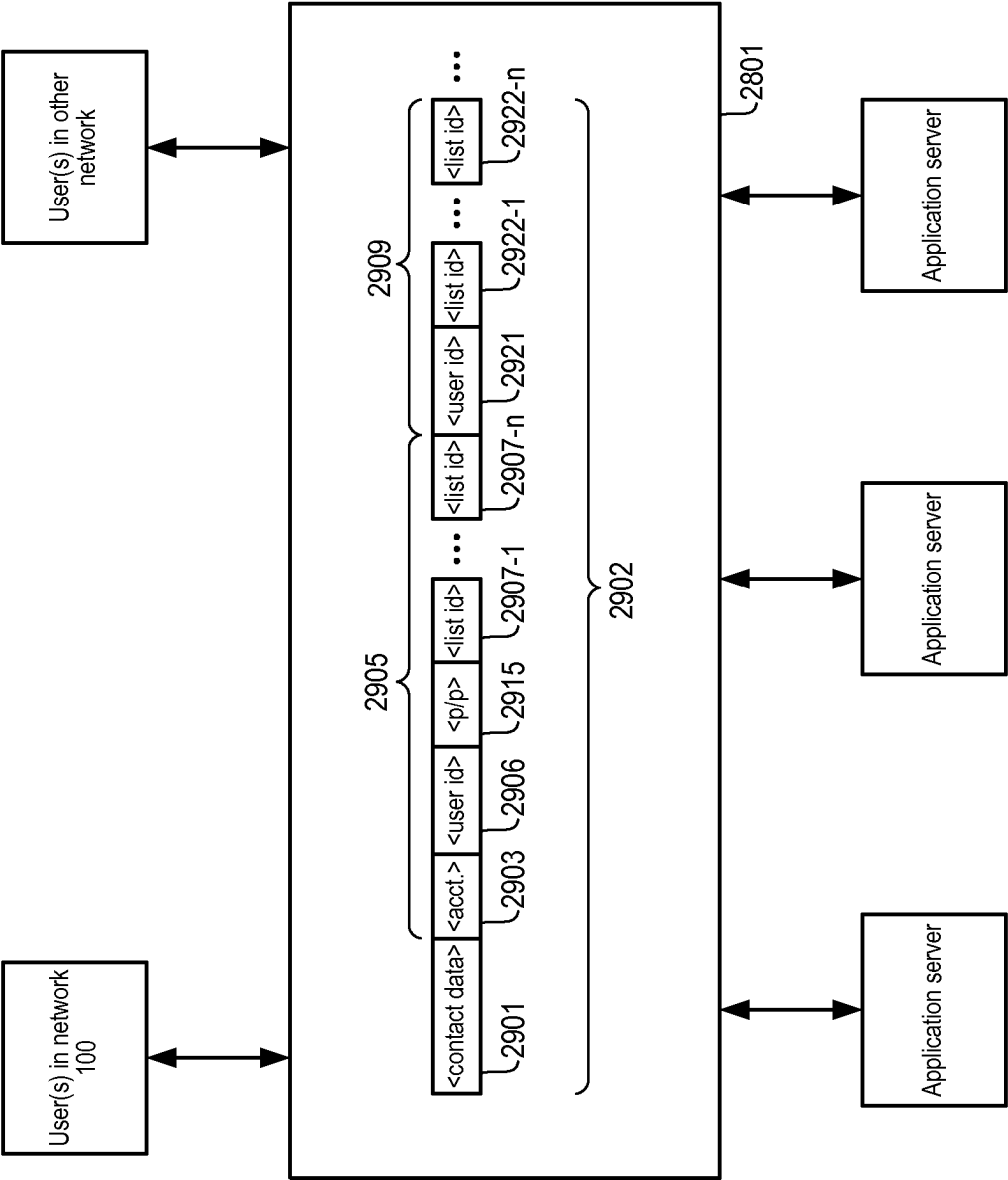 User(s) in network
100
User(s) in other
network
2905
2909
<contact data>
<acct.>
<user id>
<p/p>
<list id>
•••
<list id>
<user id>
<list id>
•••
<list id>
•••
2901
2903
2906
2915
2907-1
2907-n
2921
2922-1
2922-n
2902
2801
Application server
Application server
Application server